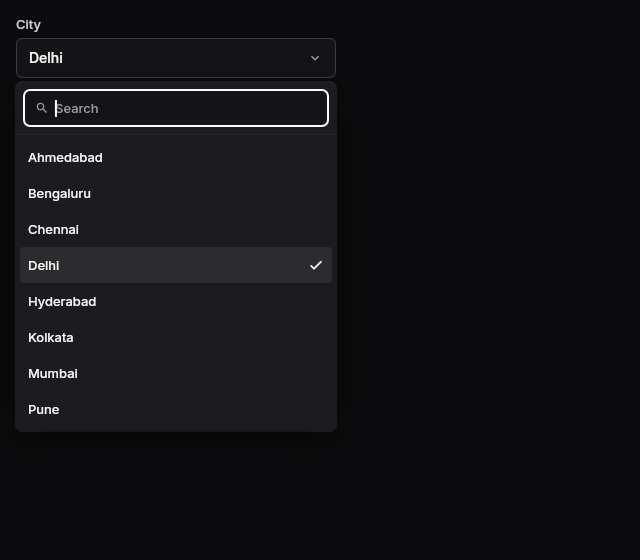 City
Delhi
Search
Ahmedabad
Bengaluru
Chennai
Delhi
Hyderabad
Kolkata
Mumbai
Pune